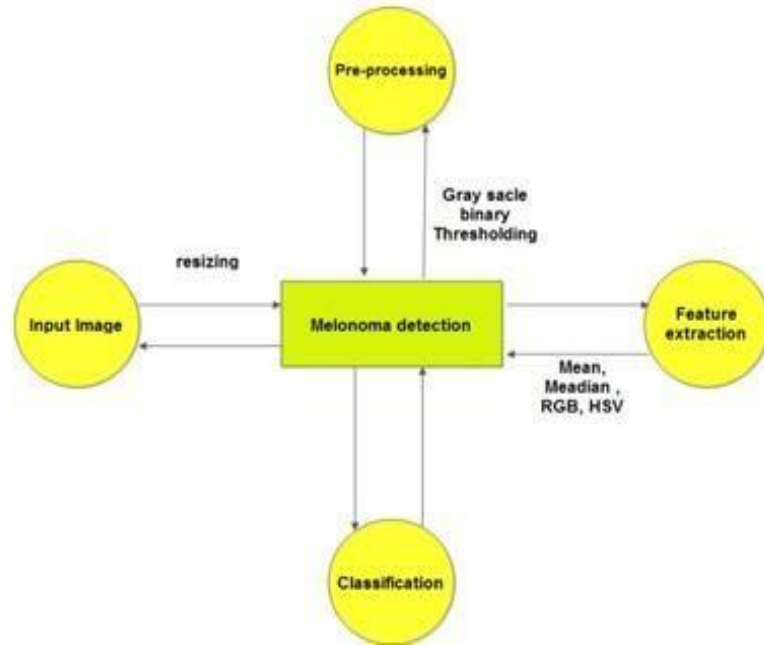 Pre-processing
Gray sacle
binary
Thresholding
resizing
Input Image
Melonoma detection
Feature
extraction
Mean,
Meadian ,
RGB, HSV
Classification